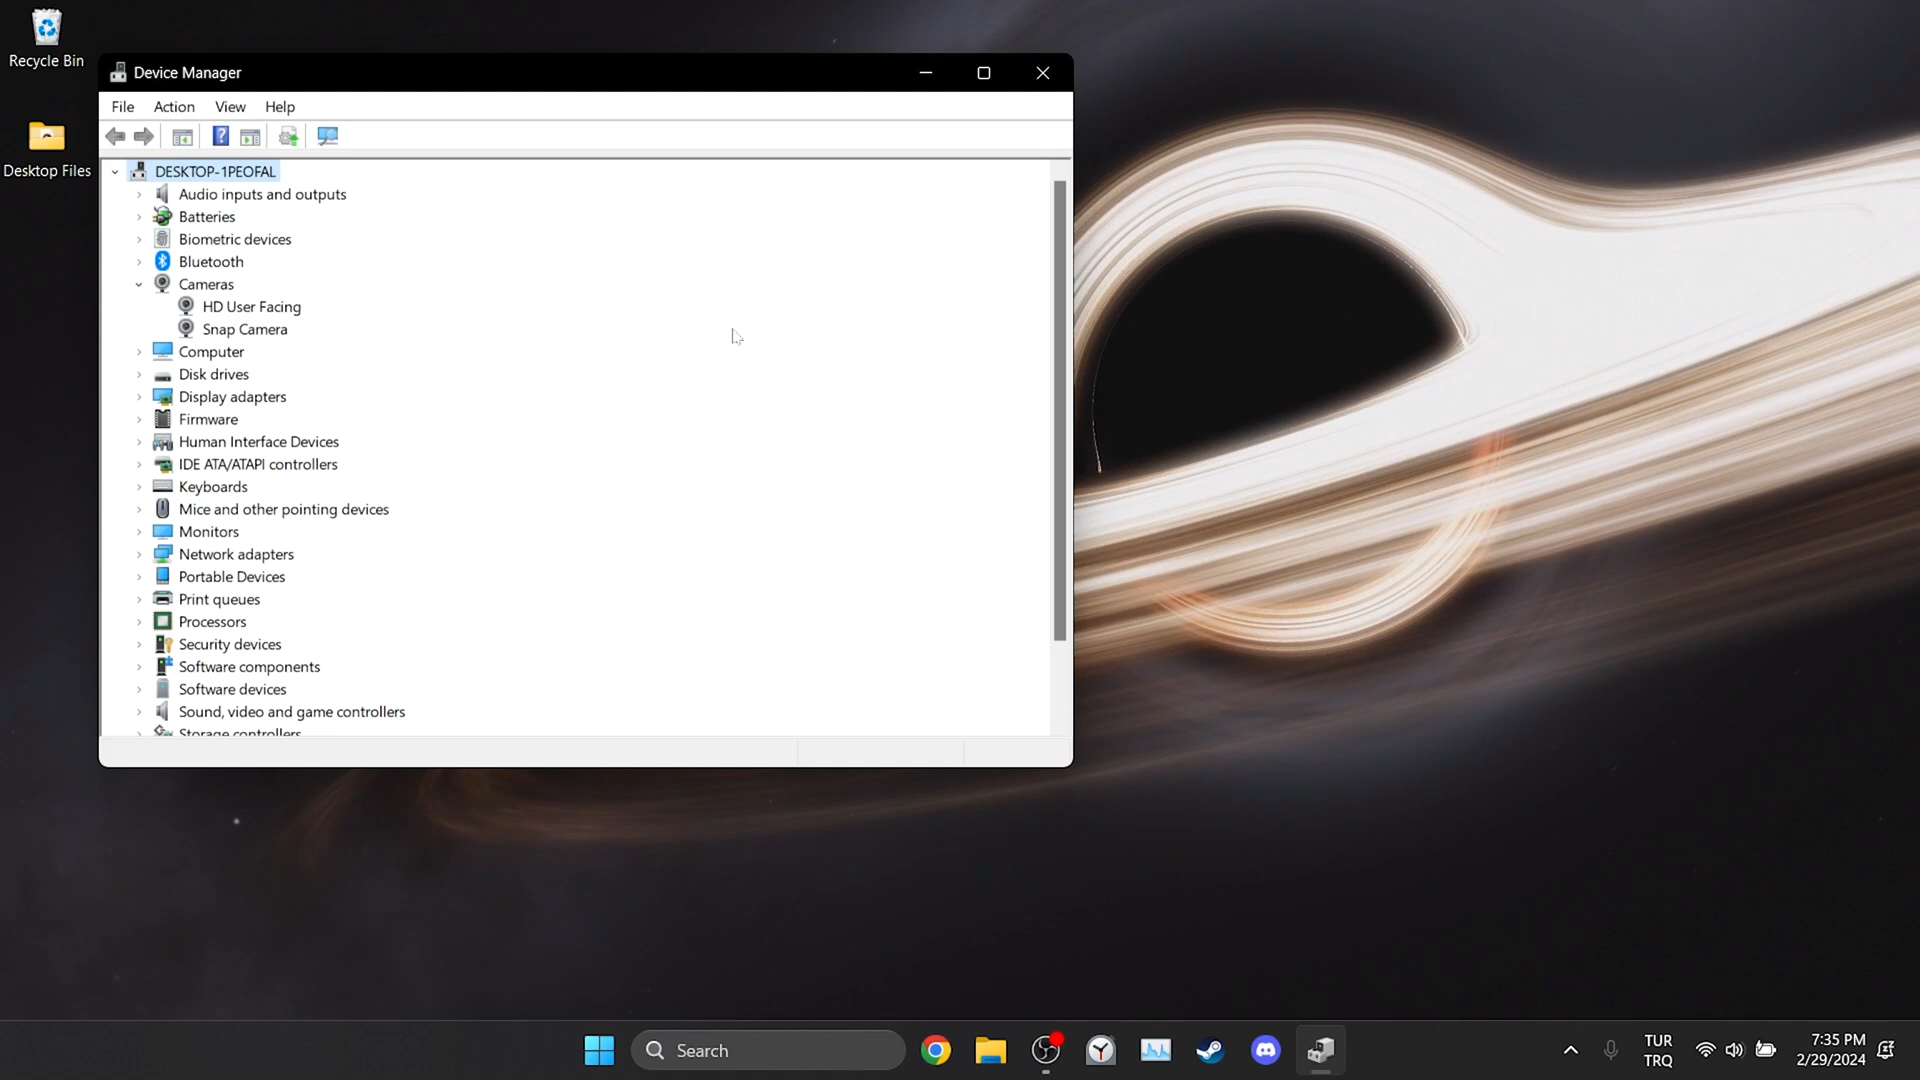 Recycle Bin
Desktop Files
Device Manager
File Action View Help
DESKTOP-1PEOFAL
Audio inputs and outputs
Batteries
Biometric devices
Bluetooth
Cameras
HD User Facing
Snap Camera
Computer
Disk drives
Display adapters
Firmware
Human Interface Devices
IDE ATA/ATAPI controllers
Keyboards
Mice and other pointing devices
Monitors
Network adapters
Portable Devices
Print queues
Processors
Security devices
Software components
Software devices
Sound, video and game controllers
Storage controllers
Search
TUR
TRQ
7:35 PM
2/29/2024